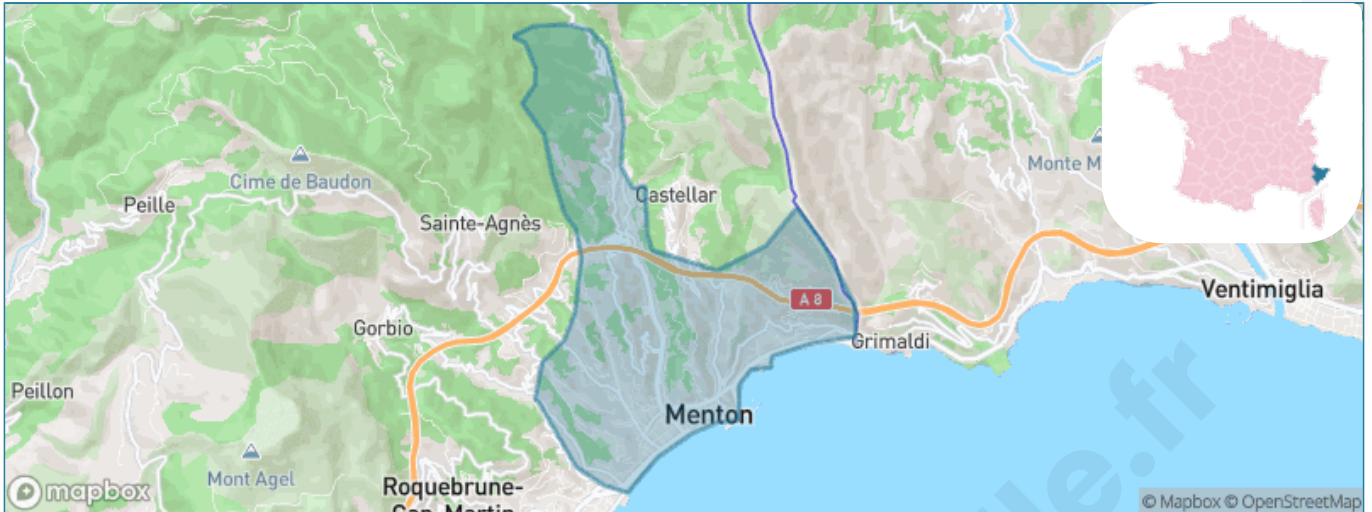 Cime de Baudon
Peille
Castellar
Sainte-Agnès
Monte M
A 8
Ventimiglia
Gorbio
Grimaldi
Peillon
Menton
Mont Agel
Roquebrune-
Cap-Martin
mapbox
© Mapbox © OpenStreetMap